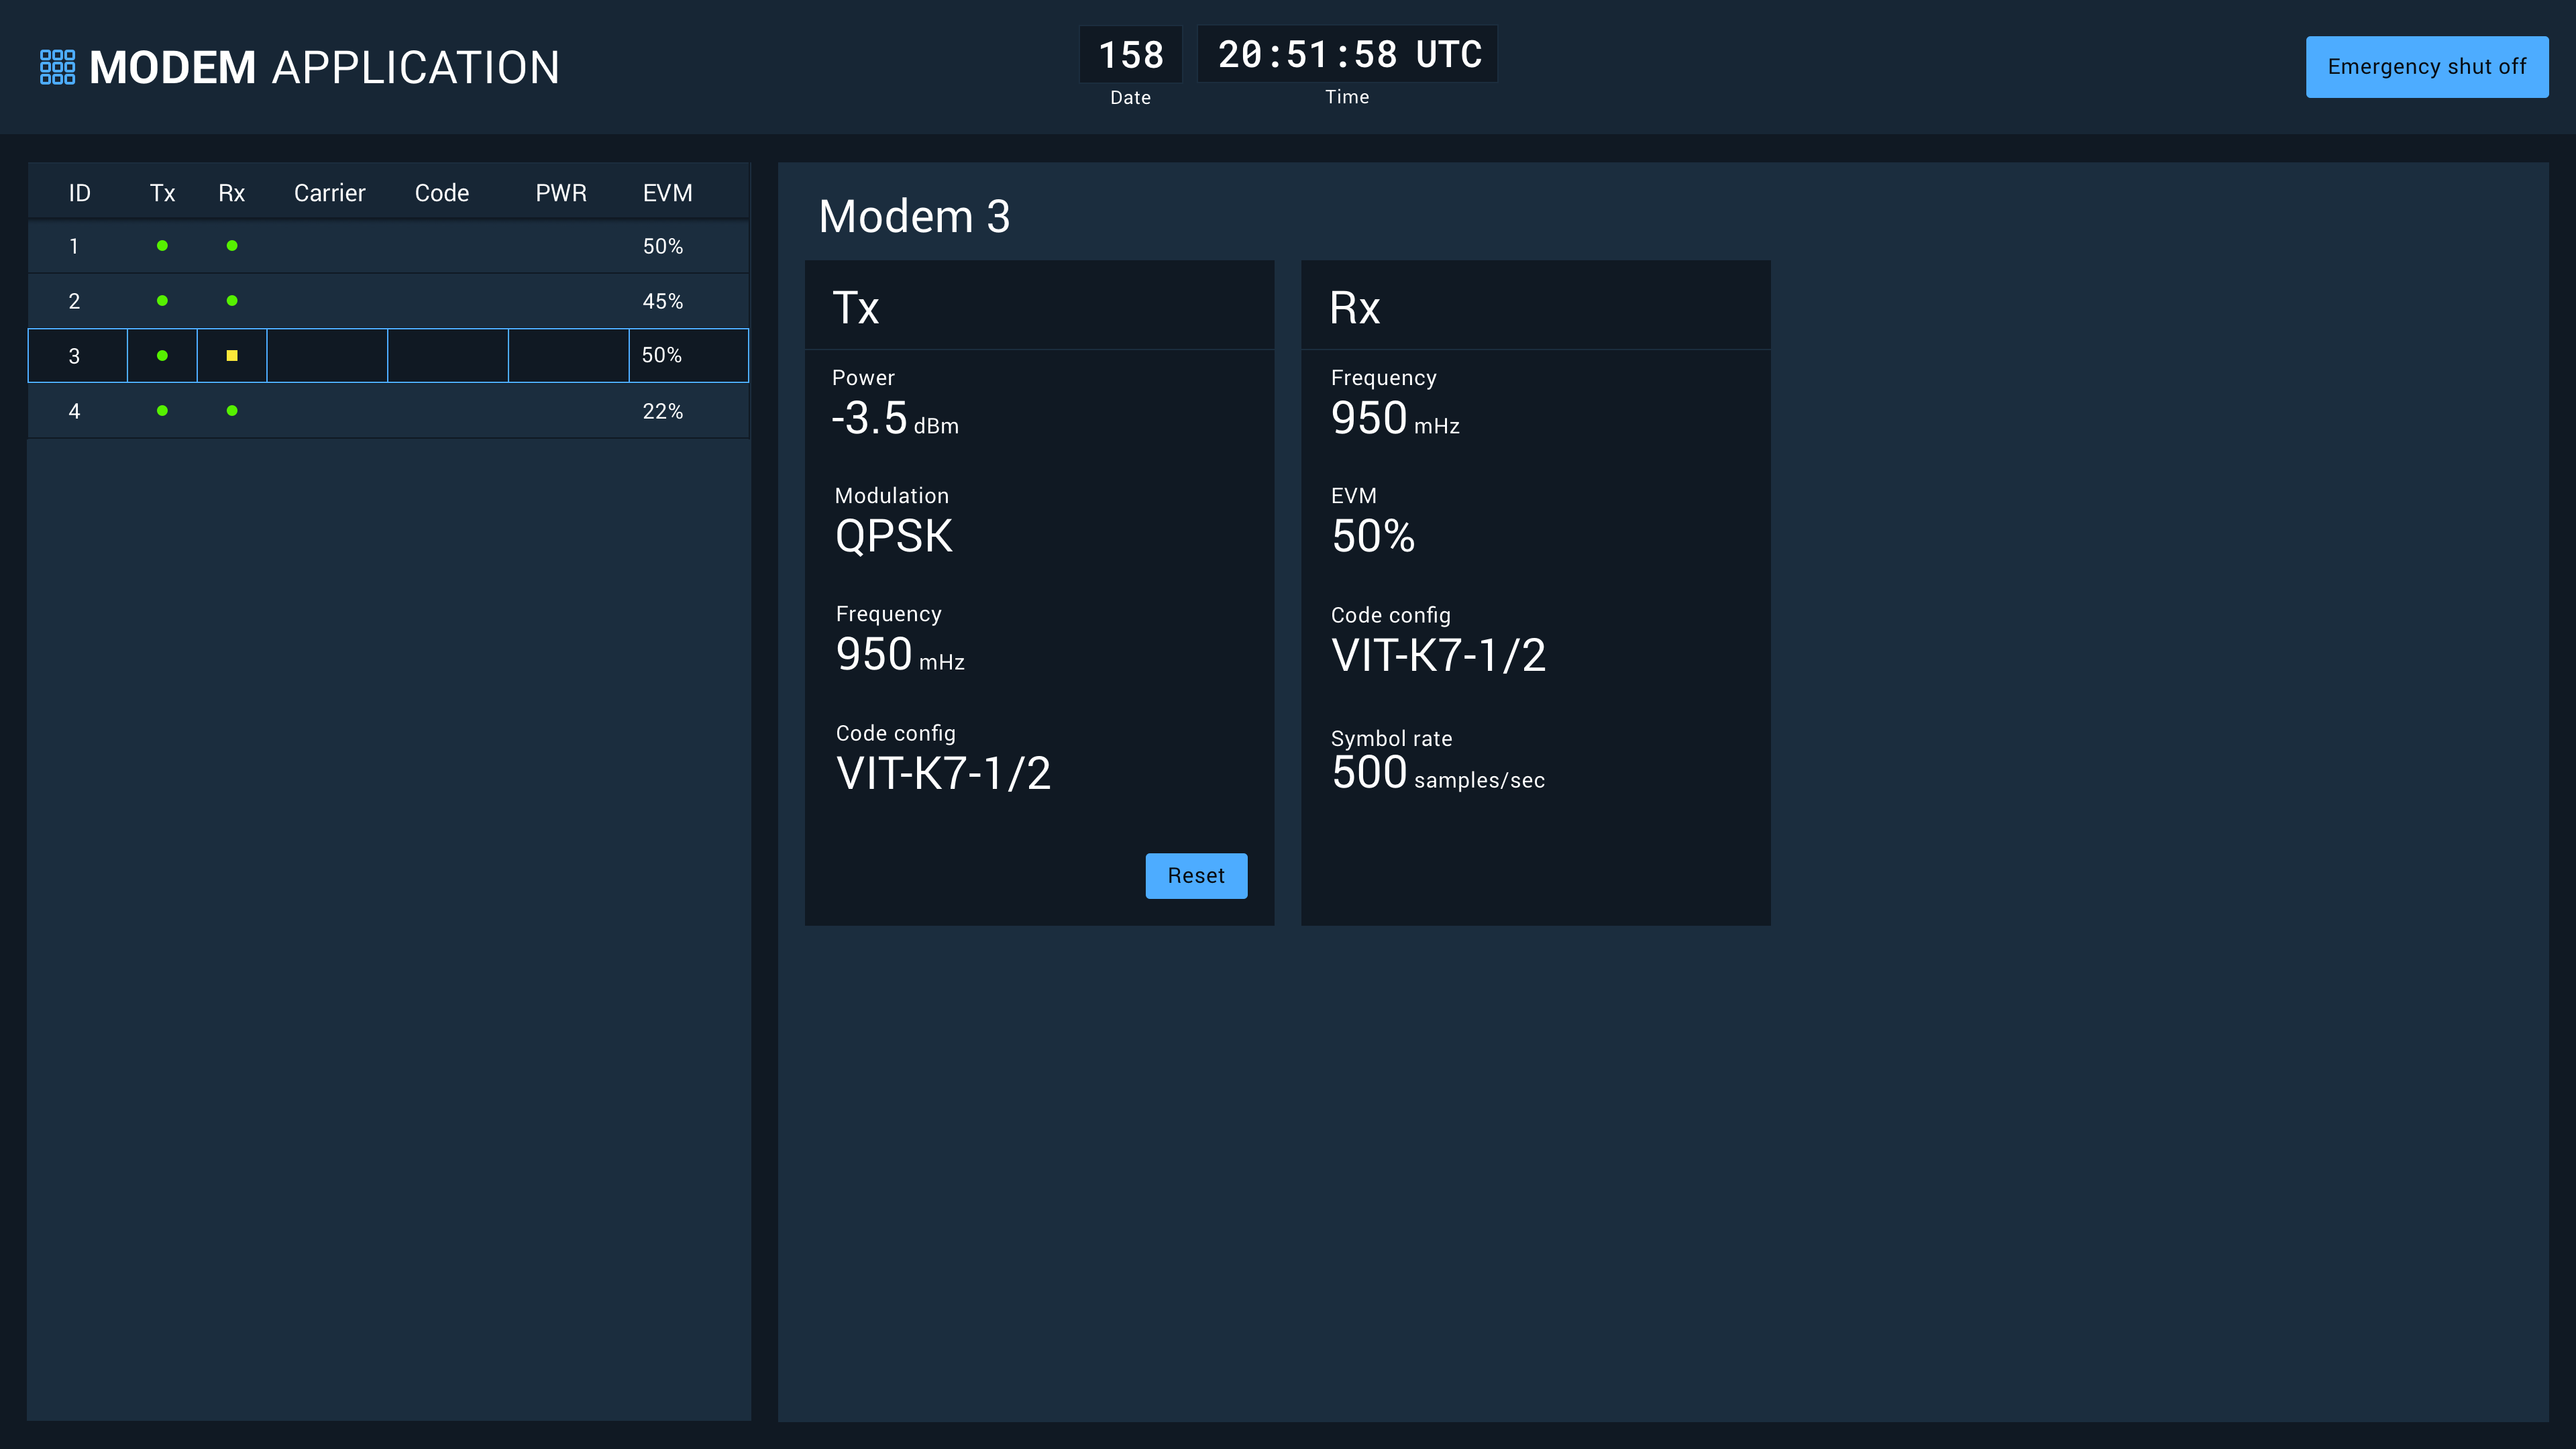 MODEM APPLICATION
158
Date
20:51:58 UTC
Time
Emergency shut off
ID Tx Rx Carrier Code PWR EVM
1 50%
2 45%
3 50%
4 22%
Modem 3
Tx
Power
-3.5 dBm
Modulation
QPSK
Frequency
950 mHz
Code config
VIT-K7-1/2
Reset
Rx
Frequency
950 mHz
EVM
50%
Code config
VIT-K7-1/2
Symbol rate
500 samples/sec